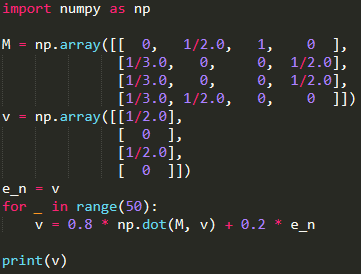 import numpy as np
M = np.array([[  0,   1/2.0,   1,     0  ],
              [1/3.0,   0,     0,   1/2.0],
              [1/3.0,   0,     0,   1/2.0],
              [1/3.0, 1/2.0,   0,     0  ]])
v = np.array([[1/2.0],
              [  0  ],
              [1/2.0],
              [  0  ]])
e_n = v
for _ in range(50):
    v = 0.8 * np.dot(M, v) + 0.2 * e_n
print(v)